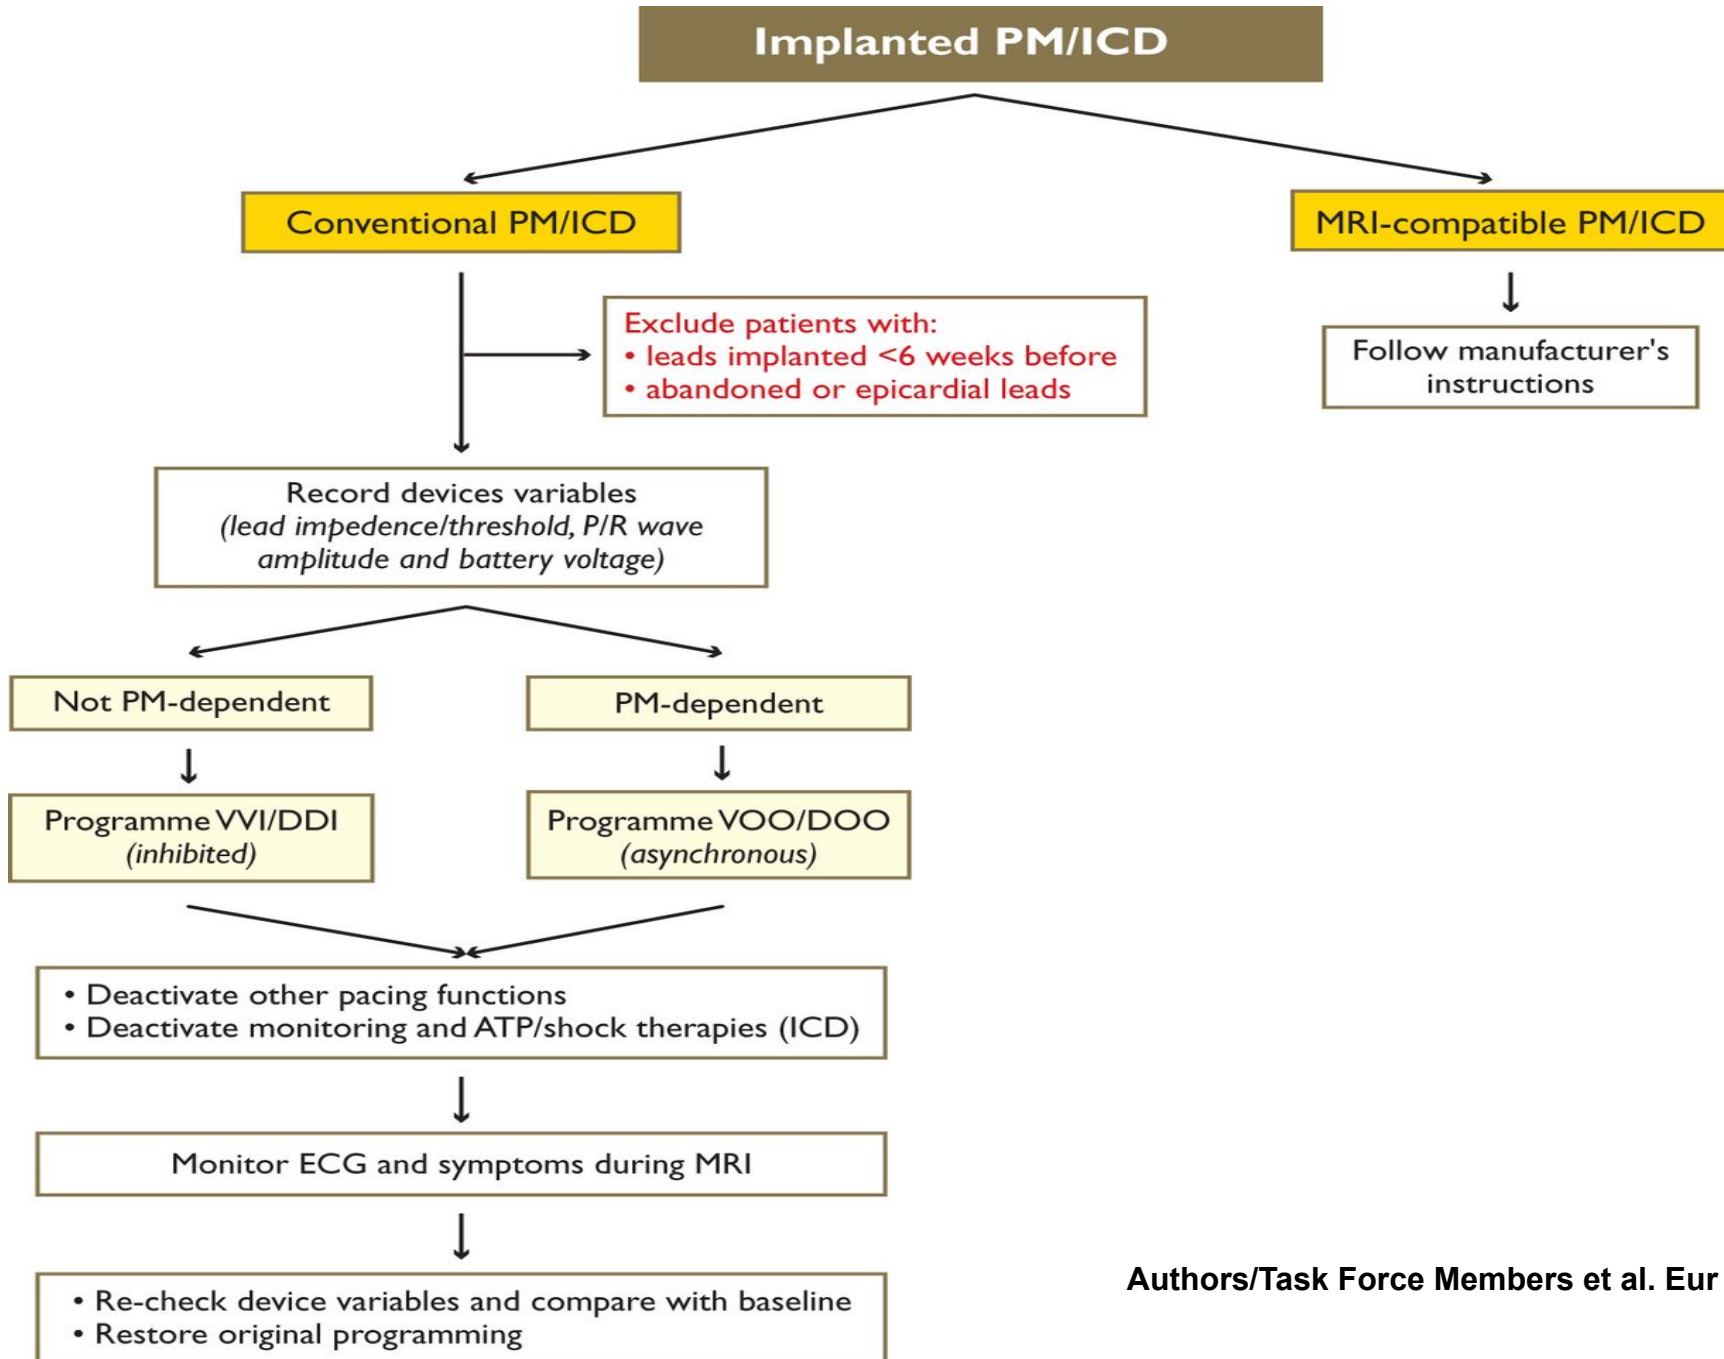 Implanted PM/ICD
Conventional PM/ICD
MRI-compatible PM/ICD
Exclude patients with:
• leads implanted <6 weeks before
• abandoned or epicardial leads
Follow manufacturer's
instructions
Record devices variables
(lead impedence/threshold, P/R wave
amplitude and battery voltage)
Not PM-dependent
PM-dependent
Programme VVI/DDI
(inhibited)
Programme VOO/DOO
(asynchronous)
• Deactivate other pacing functions
• Deactivate monitoring and ATP/shock therapies (ICD)
Monitor ECG and symptoms during MRI
• Re-check device variables and compare with baseline
• Restore original programming
Authors/Task Force Members et al. Eur